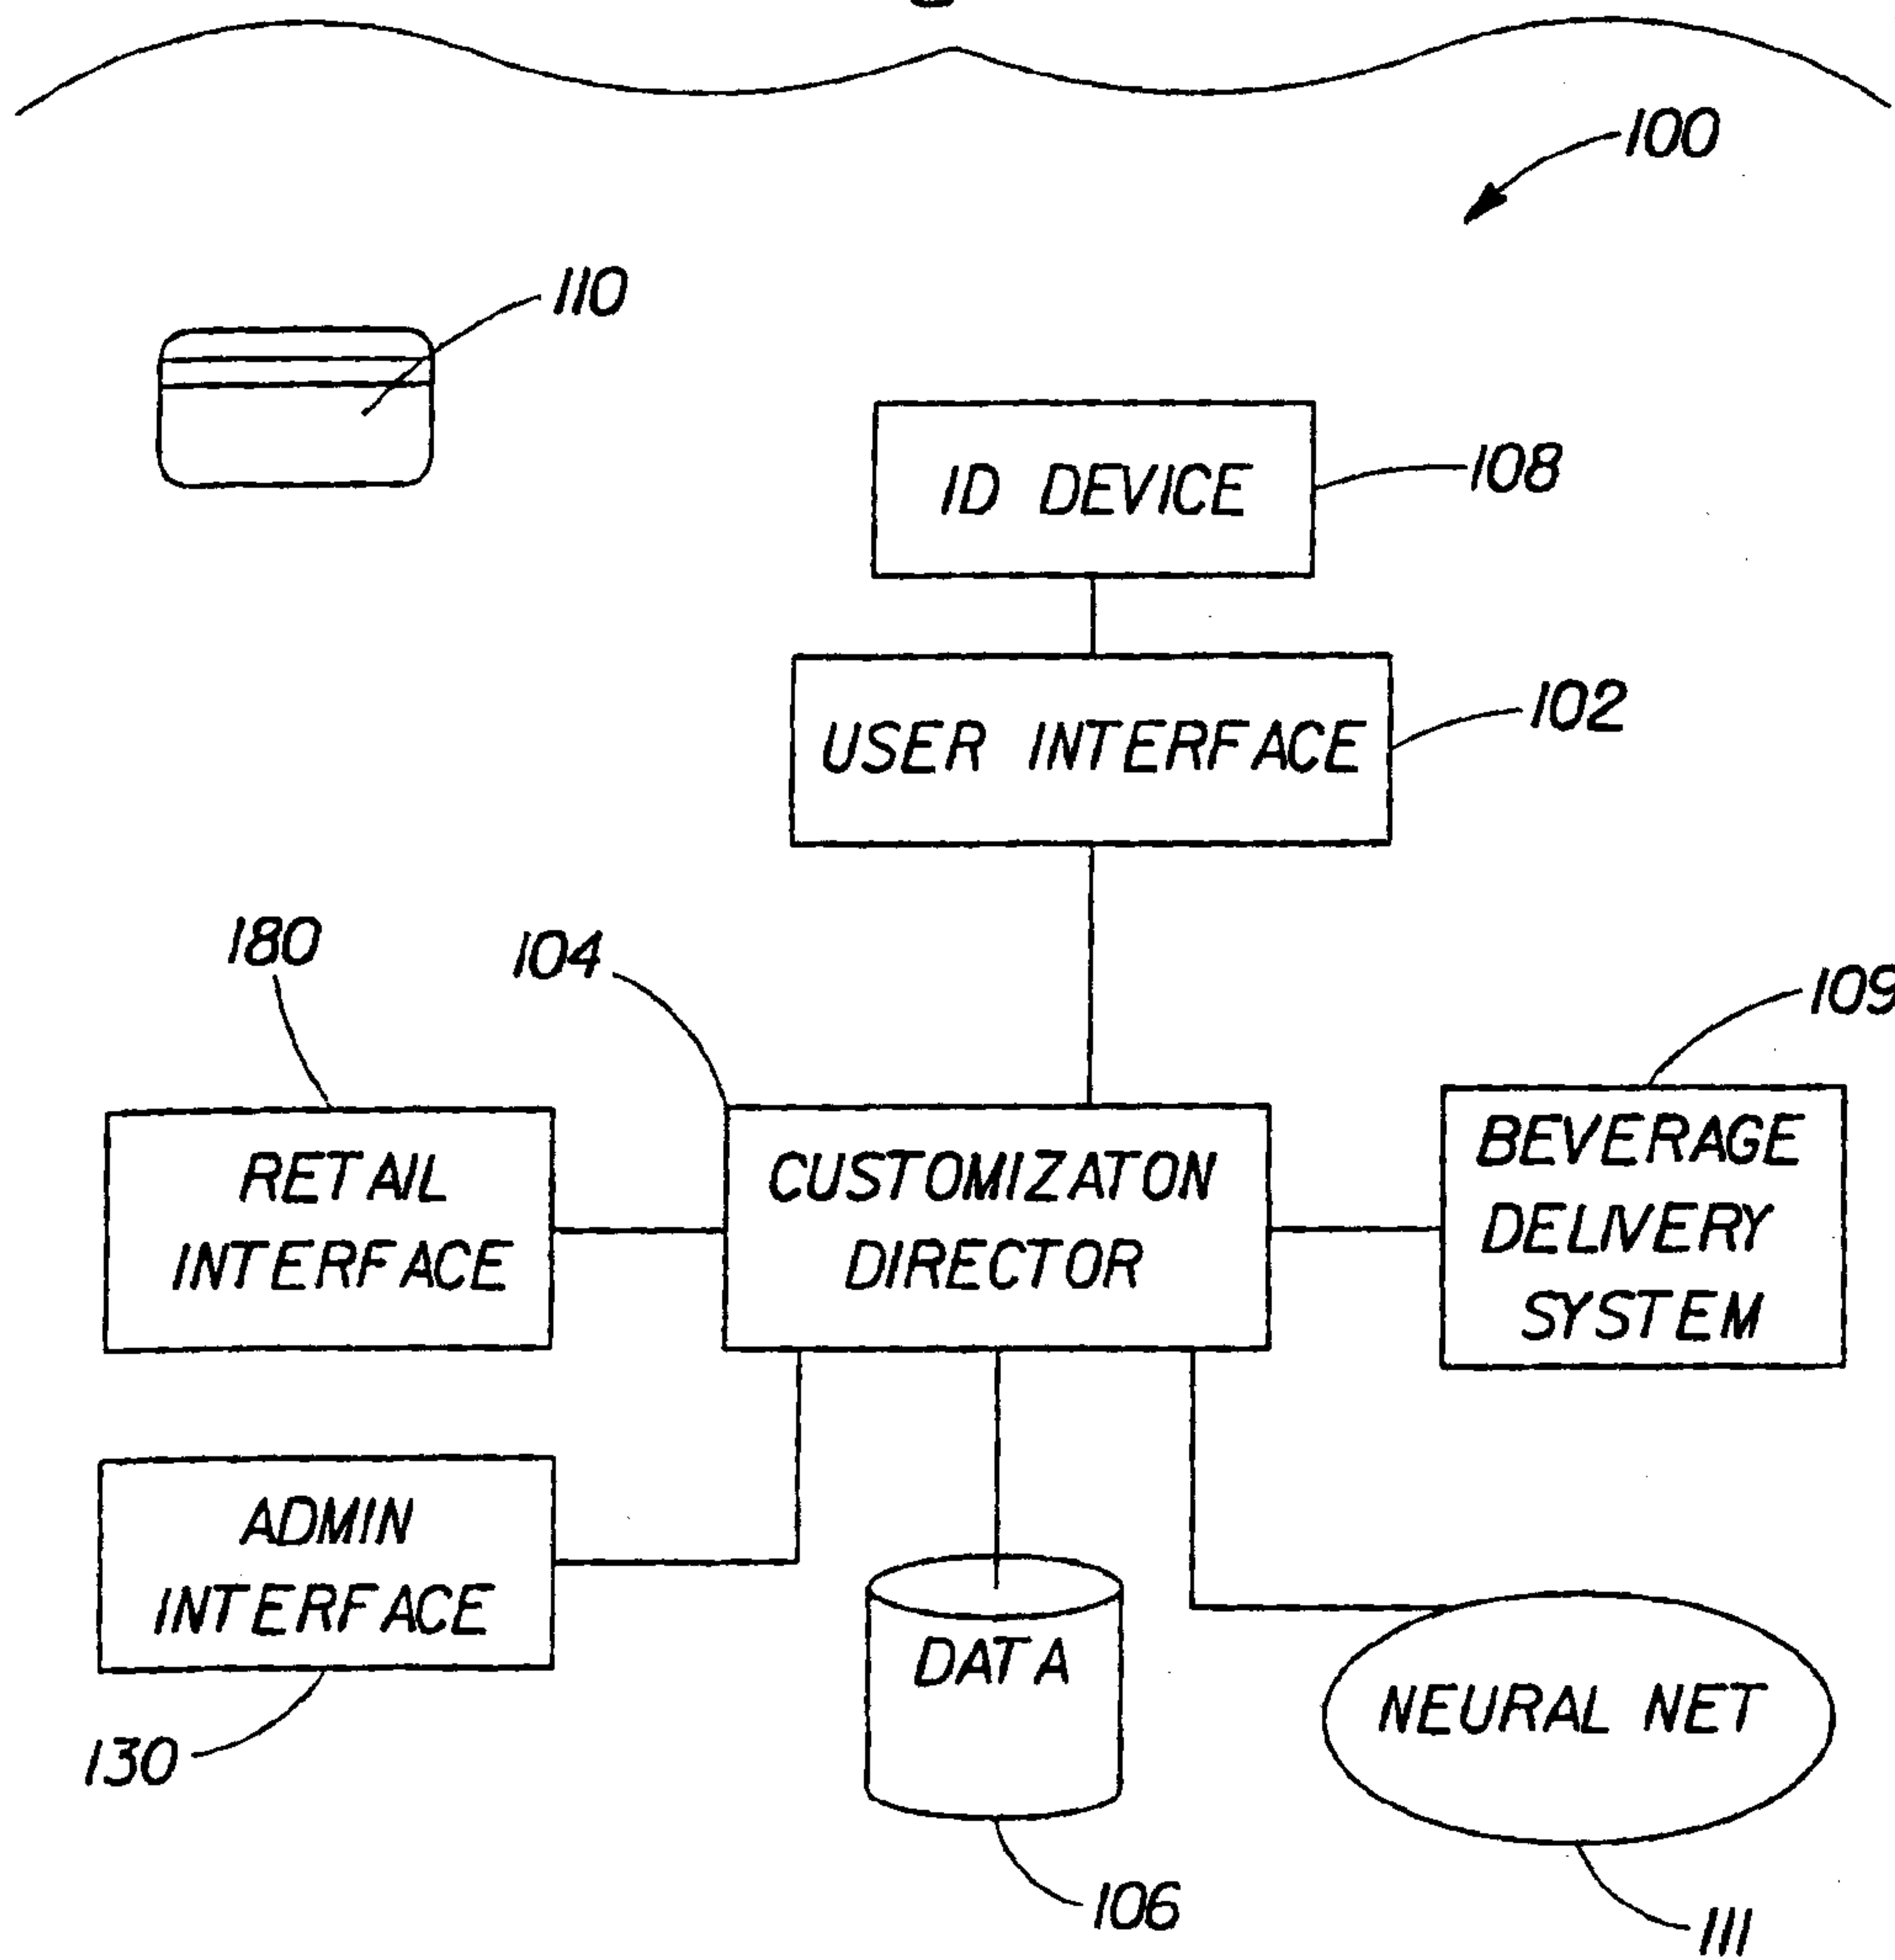 100
110
ID DEVICE
108
USER INTERFACE
102
180
104
109
RETAIL
INTERFACE
CUSTOMIZATON
DIRECTOR
BEVERAGE
DELIVERY
SYSTEM
ADMIN
INTERFACE
130
DATA
NEURAL NET
106
111